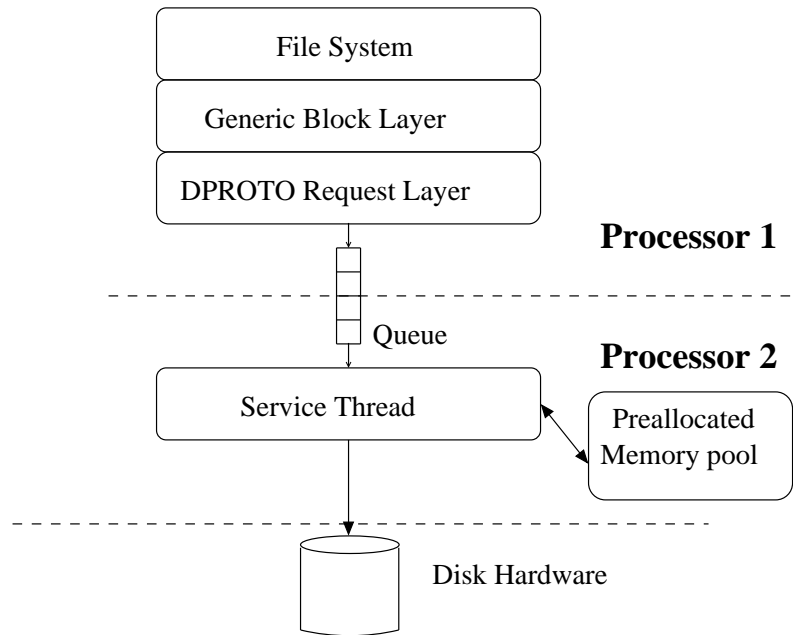 File System
Generic Block Layer
DPROTO Request Layer
Processor 1
Queue
Processor 2
Service Thread
Preallocated
Memory pool
Disk Hardware